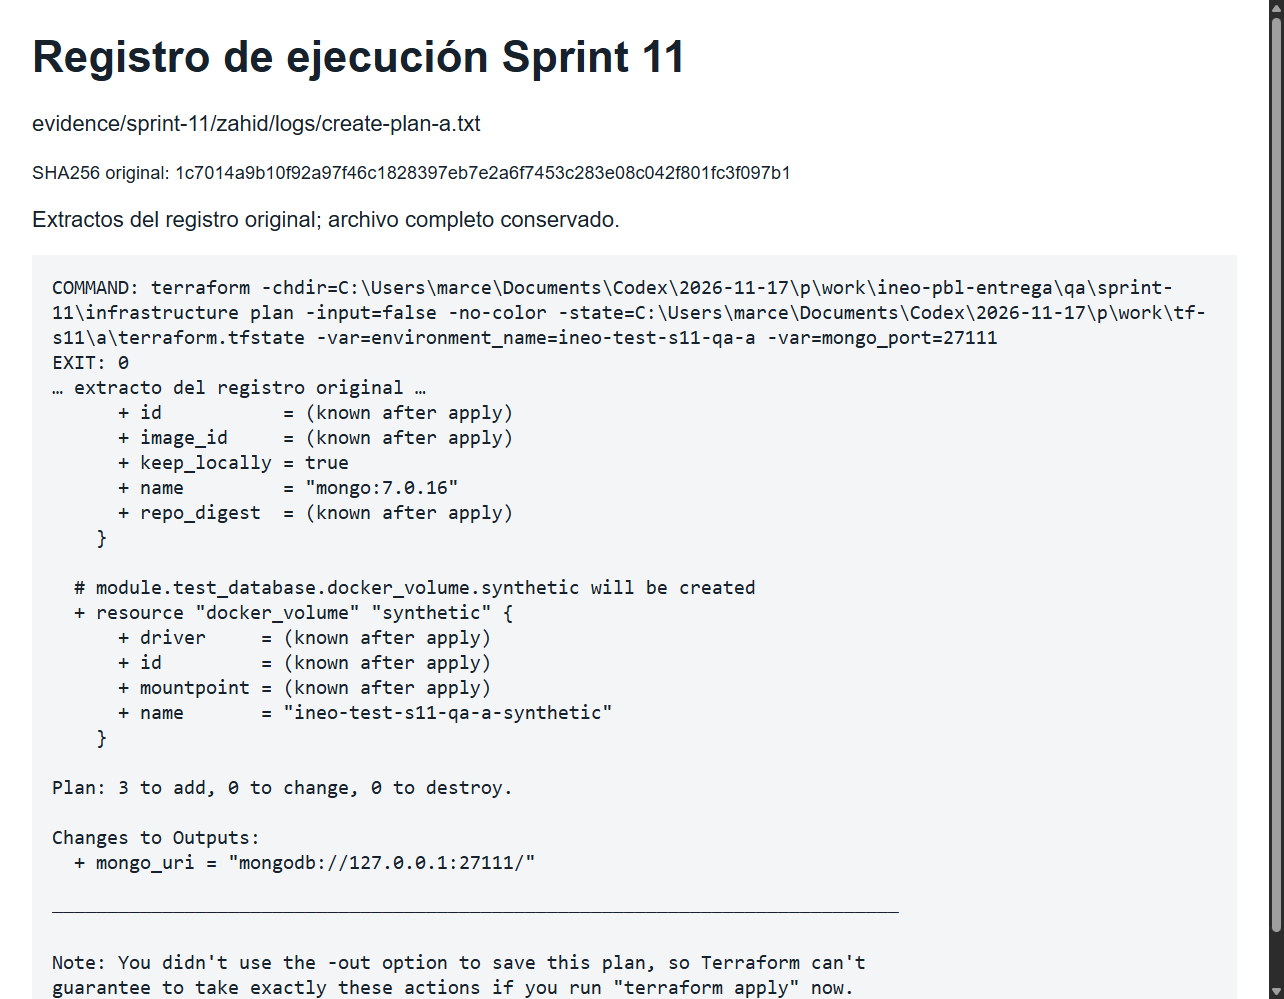 Registro de ejecución Sprint 11
evidence/sprint-11/zahid/logs/create-plan-a.txt
SHA256 original: 1c7014a9b10f92a97f46c1828397eb7e2a6f7453c283e08c042f801fc3f097b1
Extractos del registro original; archivo completo conservado.
COMMAND: terraform -chdir=C:\Users\marce\Documents\Codex\2026-11-17\p\work\ineo-pbl-entrega\qa\sprint-
11\infrastructure plan -input=false -no-color -state=C:\Users\marce\Documents\Codex\2026-11-17\p\work\tf-
s11\a\terraform.tfstate -var=environment_name=ineo-test-s11-qa-a -var=mongo_port=27111
EXIT: 0
… extracto del registro original …
      + id           = (known after apply)
      + image_id     = (known after apply)
      + keep_locally = true
      + name         = "mongo:7.0.16"
      + repo_digest  = (known after apply)
    }
  # module.test_database.docker_volume.synthetic will be created
  + resource "docker_volume" "synthetic" {
      + driver     = (known after apply)
      + id         = (known after apply)
      + mountpoint = (known after apply)
      + name       = "ineo-test-s11-qa-a-synthetic"
    }
Plan: 3 to add, 0 to change, 0 to destroy.
Changes to Outputs:
  + mongo_uri = "mongodb://127.0.0.1:27111/"
Note: You didn't use the -out option to save this plan, so Terraform can't
guarantee to take exactly these actions if you run "terraform apply" now.